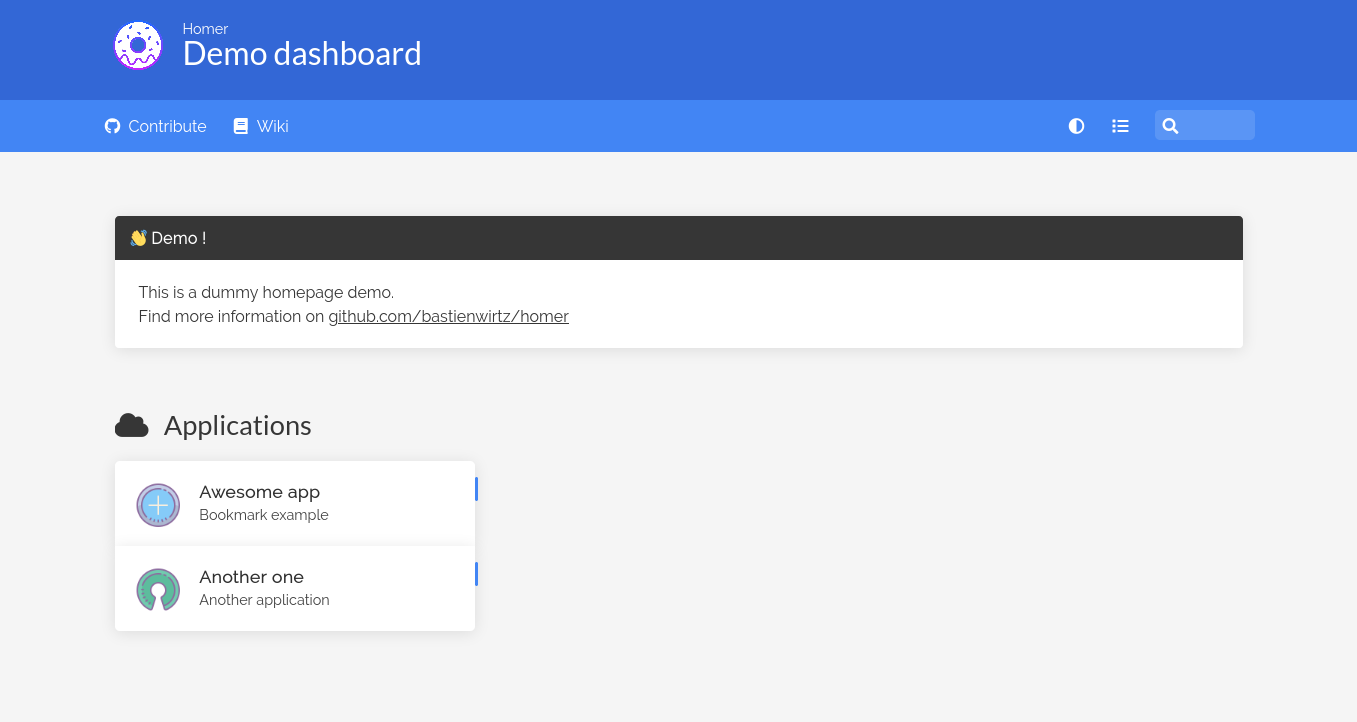 Homer
Demo dashboard
Contribute
Wiki
👋 Demo !
This is a dummy homepage demo.
Find more information on github.com/bastienwirtz/homer
Applications
Awesome app
Bookmark example
Another one
Another application